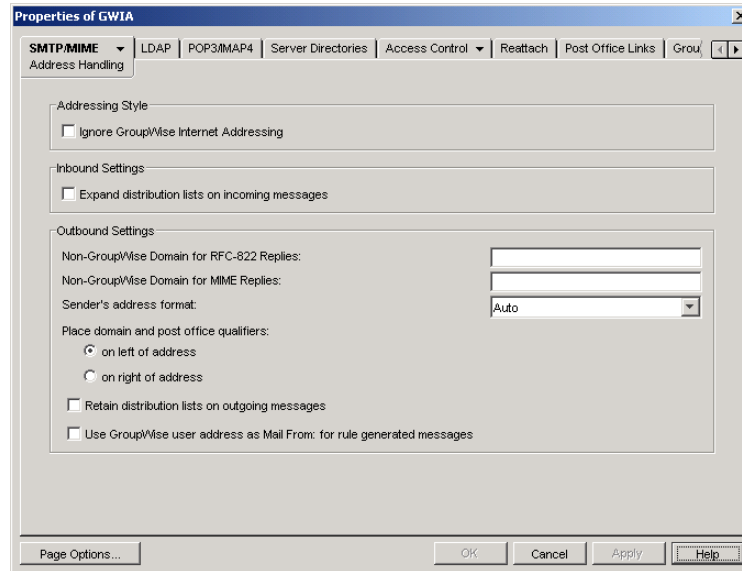 Properties of GWIA
SMTP/MIME LDAP POP3/IMAP4 Server Directories Access Control Reattach Post Office Links
Address Handling
Addressing Style
Ignore GroupWise Internet Addressing
Inbound Settings
Expand distribution lists on incoming messages
Outbound Settings
Non-GroupWise Domain for RFC-822 Replies:
Non-GroupWise Domain for MIME Replies:
Sender's address format: Auto
Place domain and post office qualifiers:
on left of address
on right of address
Retain distribution lists on outgoing messages
Use GroupWise user address as Mail From: for rule generated messages
Page Options... OK Cancel Apply Help